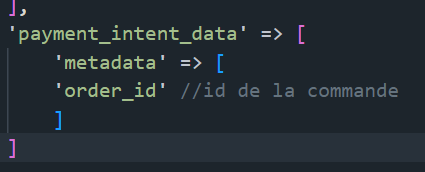 ],
'payment_intent_data' => [
'metadata' => [
'order_id' //id de la commande
]
]